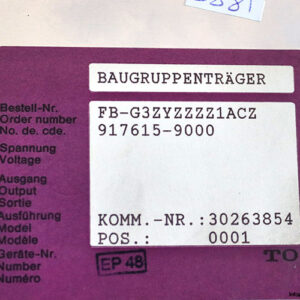 BAUGRUPPENTRÄGER
Bestell-Nr.
Order number
No. de. cde.
FB-G3ZYZZZZ1ACZ
917615-9000
Spannung
Voltage
Ausgang
Output
Sortie
Ausführung
Model
Modèle
KOMM.-NR.:30263854
POS.: 0001
Geräte-Nr.
Number
Numéro
EP 48
TO